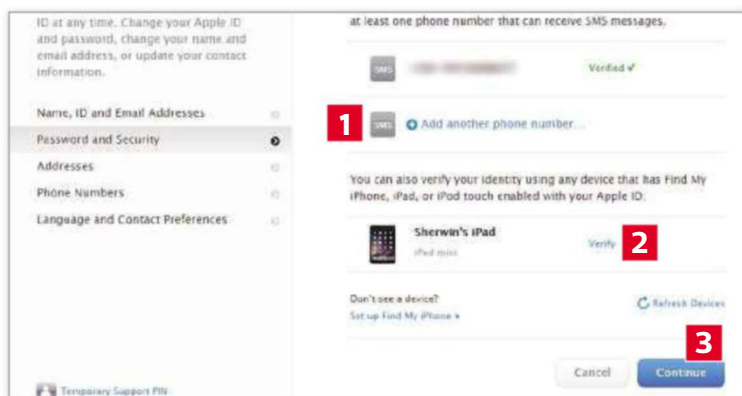 ID at any time. Change your Apple ID
and password, change your name and
email address, or update your contact
information.
Name, ID and Email Addresses
Password and Security
Addresses
Phone Numbers
Language and Contact Preferences
Temporary Support PIN
at least one phone number that can receive SMS messages.
SMS
Verified
1
SMS
Add another phone number...
You can also verify your identity using any device that has Find My
iPhone, iPad, or iPod touch enabled with your Apple ID.
Sherwin's iPad
iPad mini
Verify
2
Don't see a device?
Set up Find My iPhone
Refresh Devices
3
Cancel
Continue